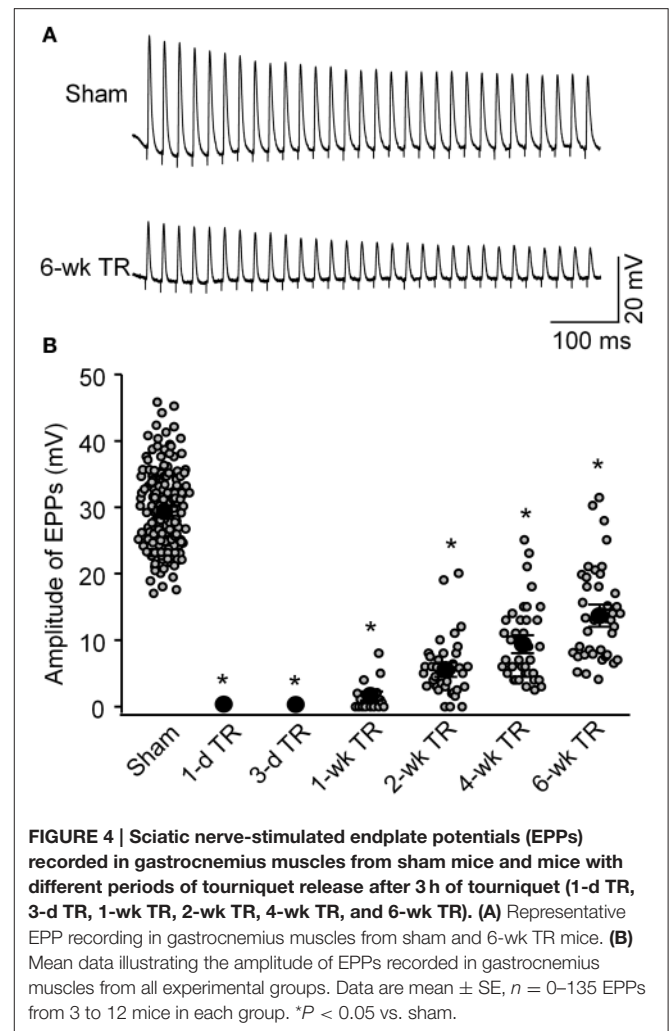 A
Sham
6-wk TR
20 mV
100 ms
B
50
40
30
20
10
0
Amplitude of EPPs (mV)
* * * * * *
Sham 1-d TR 3-d TR 1-wk TR 2-wk TR 4-wk TR 6-wk TR
FIGURE 4 | Sciatic nerve-stimulated endplate potentials (EPPs)
recorded in gastrocnemius muscles from sham mice and mice with
different periods of tourniquet release after 3 h of tourniquet (1-d TR,
3-d TR, 1-wk TR, 2-wk TR, 4-wk TR, and 6-wk TR). (A) Representative
EPP recording in gastrocnemius muscles from sham and 6-wk TR mice. (B)
Mean data illustrating the amplitude of EPPs recorded in gastrocnemius
muscles from all experimental groups. Data are mean ± SE, n = 0–135 EPPs
from 3 to 12 mice in each group. *P < 0.05 vs. sham.